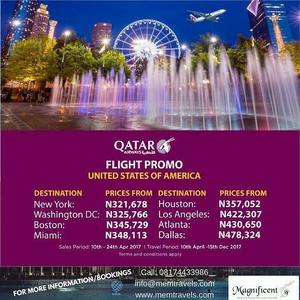 QATAR
AIRWAYS القطرية
FLIGHT PROMO
UNITED STATES OF AMERICA
DESTINATION PRICES FROM DESTINATION PRICES FROM
New York: N321,678 Houston: N357,052
Washington DC: N325,766 Los Angeles: N422,307
Boston: N345,729 Atlanta: N430,650
Miami: N348,113 Dallas: N478,324
Sales Period: 10th - 24th Apr 2017 I Travel Period: 10th April-15th Dec 2017
Terms and conditions apply
FOR MORE INFORMATION/BOOKINGS
Call: 08174433986
info@memtravels.com
www.memtravels.com
Magnificent